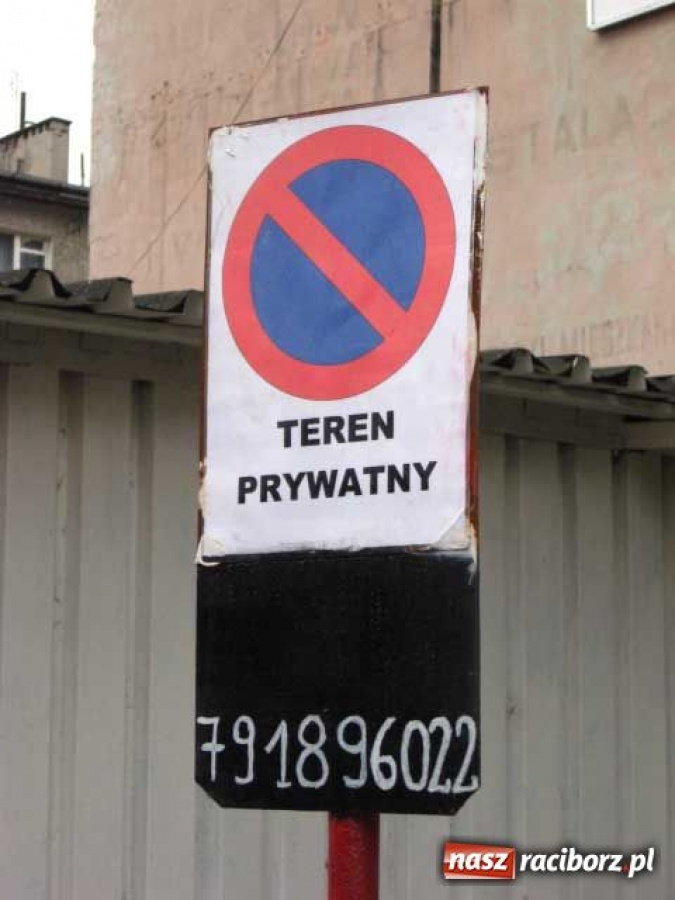 TEREN
PRYWATNY
791896022
nasz raciborz.pl